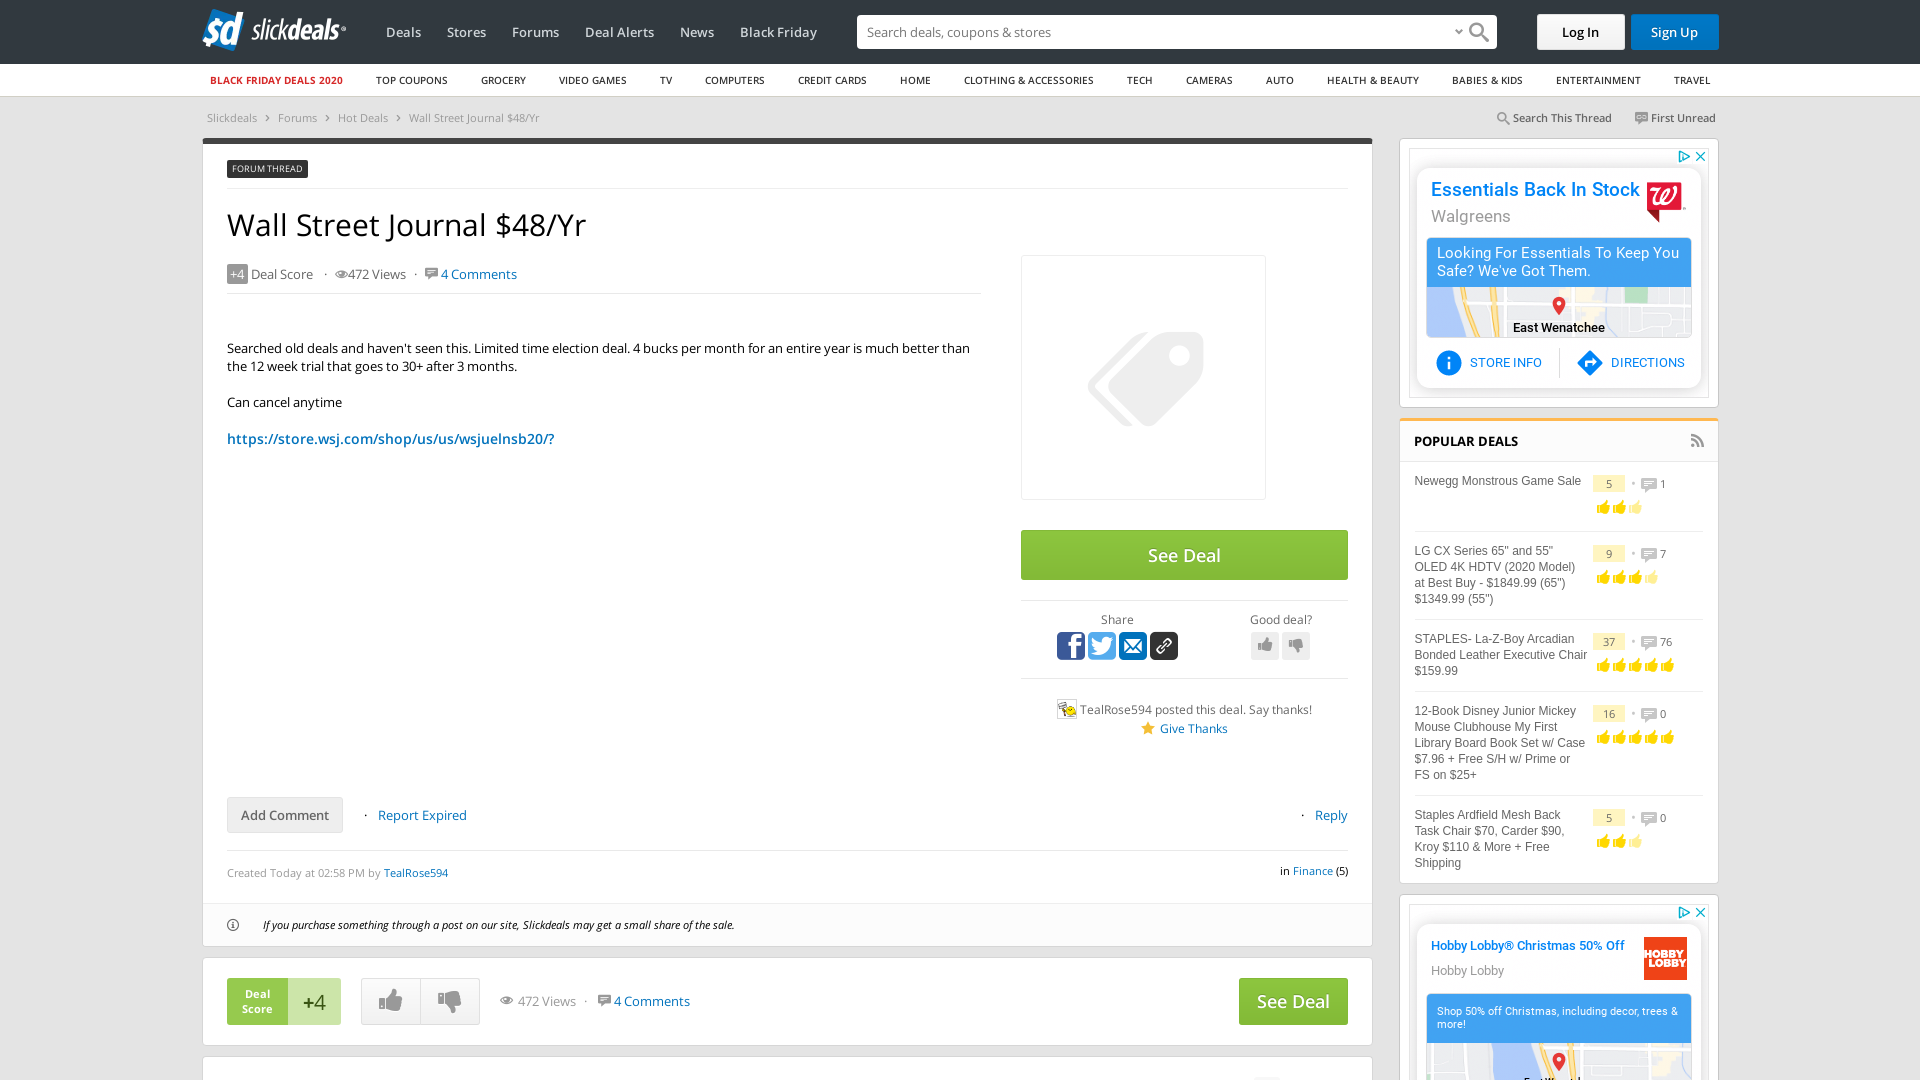 slickdeals
Deals
Stores
Forums
Deal Alerts
News
Black Friday
Search deals, coupons & stores
Log In
Sign Up
BLACK FRIDAY DEALS 2020
TOP COUPONS
GROCERY
VIDEO GAMES
TV
COMPUTERS
CREDIT CARDS
HOME
CLOTHING & ACCESSORIES
TECH
CAMERAS
AUTO
HEALTH & BEAUTY
BABIES & KIDS
ENTERTAINMENT
TRAVEL
Slickdeals › Forums › Hot Deals › Wall Street Journal $48/Yr
Search This Thread
First Unread
FORUM THREAD
Wall Street Journal $48/Yr
+4 Deal Score · 472 Views · 4 Comments
Searched old deals and haven't seen this. Limited time election deal. 4 bucks per month for an entire year is much better than
the 12 week trial that goes to 30+ after 3 months.
Can cancel anytime
https://store.wsj.com/shop/us/us/wsjuelnsb20/?
See Deal
Share
Good deal?
TealRose594 posted this deal. Say thanks!
Give Thanks
Add Comment
· Report Expired
· Reply
Created Today at 02:58 PM by TealRose594
in Finance (5)
If you purchase something through a post on our site, Slickdeals may get a small share of the sale.
Deal
Score
+4
472 Views · 4 Comments
See Deal
Essentials Back In Stock
Walgreens
Looking For Essentials To Keep You
Safe? We've Got Them.
East Wenatchee
STORE INFO
DIRECTIONS
POPULAR DEALS
Newegg Monstrous Game Sale
5 • 1
LG CX Series 65" and 55"
OLED 4K HDTV (2020 Model)
at Best Buy - $1849.99 (65")
$1349.99 (55")
9 • 7
STAPLES- La-Z-Boy Arcadian
Bonded Leather Executive Chair
$159.99
37 • 76
12-Book Disney Junior Mickey
Mouse Clubhouse My First
Library Board Book Set w/ Case
$7.96 + Free S/H w/ Prime or
FS on $25+
16 • 0
Staples Ardfield Mesh Back
Task Chair $70, Carder $90,
Kroy $110 & More + Free
Shipping
5 • 0
Hobby Lobby® Christmas 50% Off
Hobby Lobby
HOBBY
LOBBY
Shop 50% off Christmas, including decor, trees &
more!